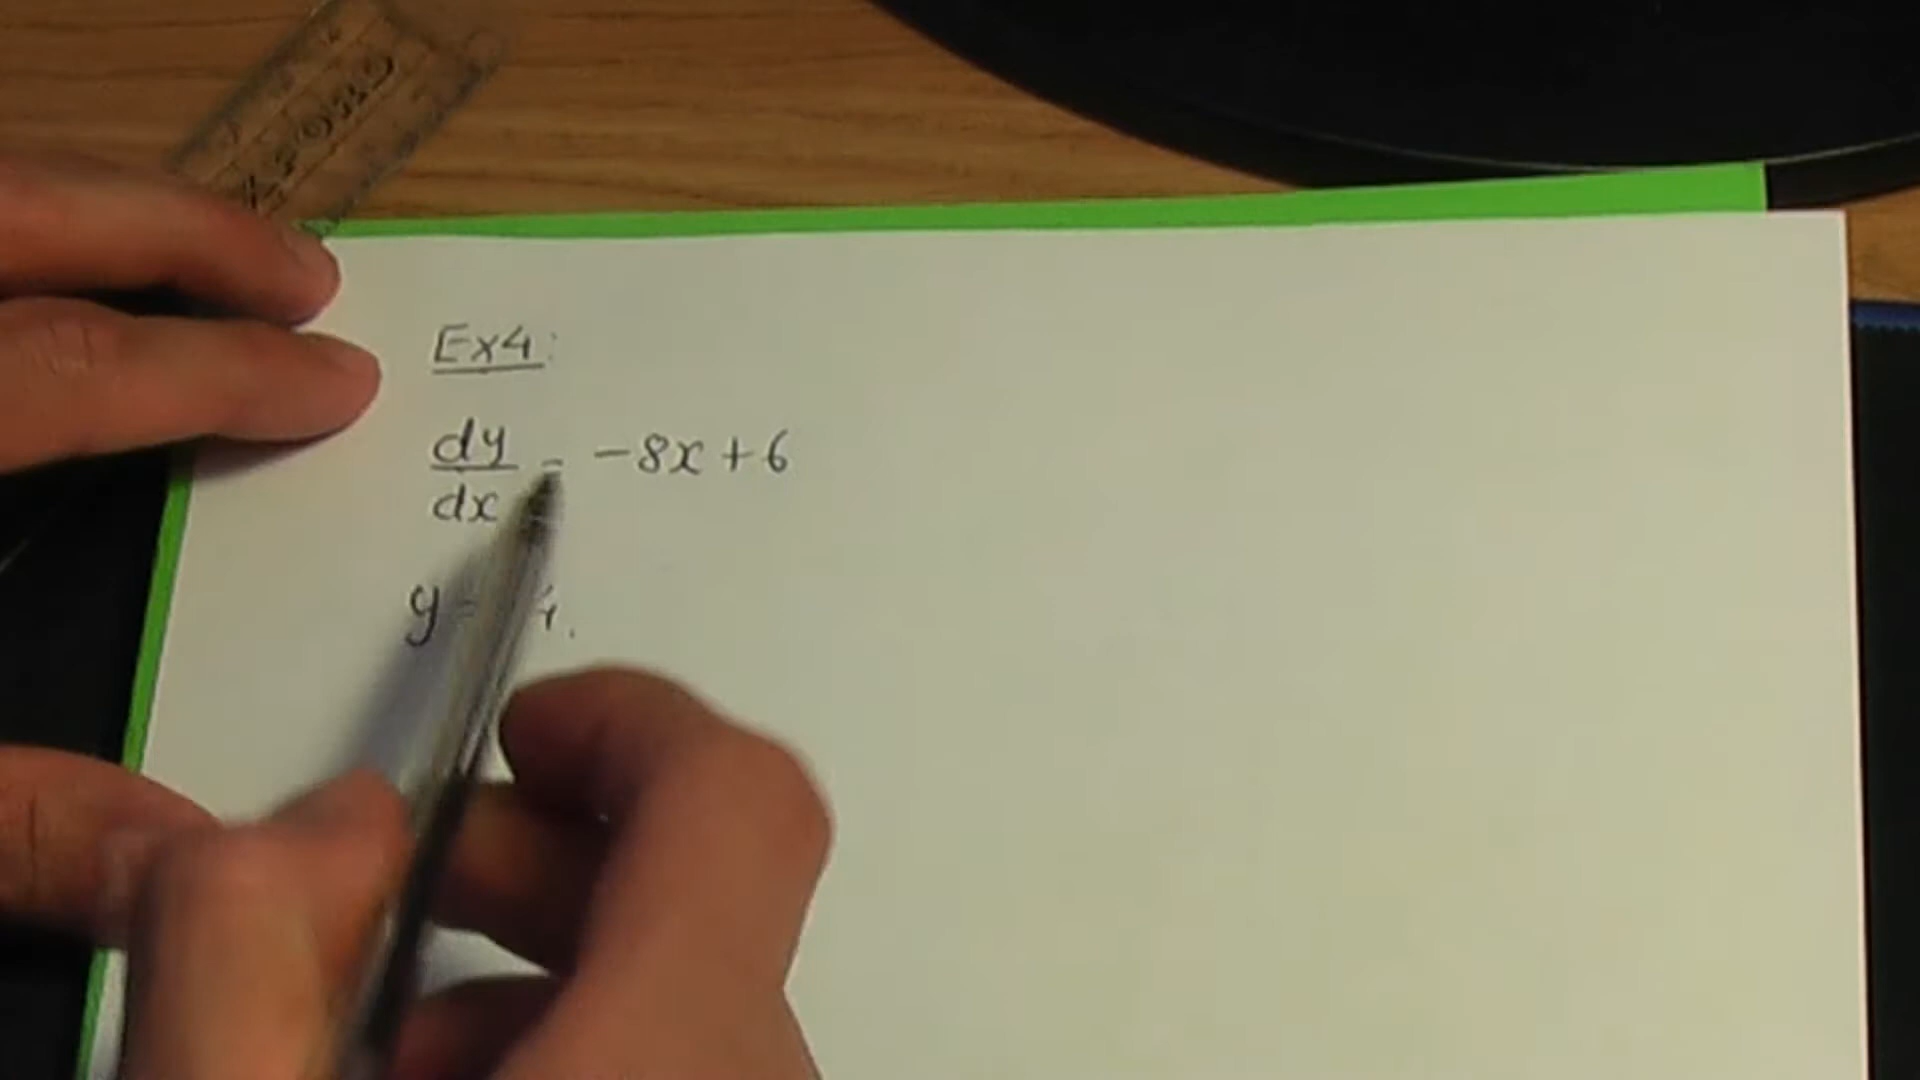 Ex4:
dy/dx = -8x + 6
y =